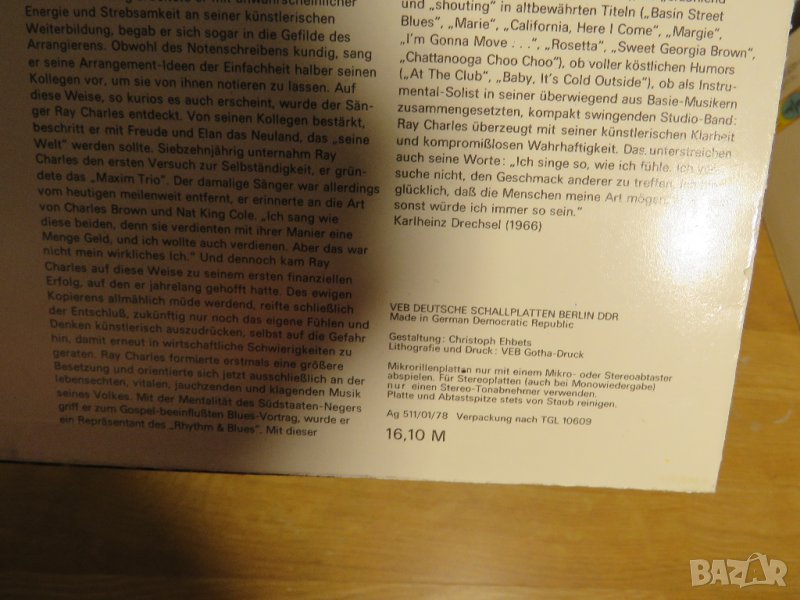 Energie und Strebsamkeit an seiner künstlerischen
Weiterbildung, begab er sich sogar in die Gefilde des
Arrangierens. Obwohl des Notenschreibens kundig, sang
er seine Arrangement-Ideen der Einfachheit halber seinen
Kollegen vor, um sie von ihnen notieren zu lassen. Auf
diese Weise, so kurios es auch erscheint, wurde der Sän-
ger Ray Charles entdeckt. Von seinen Kollegen bestärkt,
beschritt er mit Freude und Elan das Neuland, das „seine
Welt" werden sollte. Siebzehnjährig unternahm Ray
Charles den ersten Versuch zur Selbständigkeit, er grün-
dete das „Maxim Trio". Der damalige Sänger war allerdings
vom heutigen meilenweit entfernt, er erinnerte an die Art
von Charles Brown und Nat King Cole. „Ich sang wie
diese beiden, denn sie verdienten mit ihrer Manier eine
Menge Geld, und ich wollte auch verdienen. Aber das war
nicht mein wirkliches Ich." Und dennoch kam Ray
Charles auf diese Weise zu seinem ersten finanziellen
Erfolg, auf den er jahrelang gehofft hatte. Des ewigen
Kopierens allmählich müde werdend, reifte schließlich
der Entschluß, zukünftig nur noch das eigene Fühlen und
Denken künstlerisch auszudrücken, selbst auf die Gefahr
hin, damit erneut in wirtschaftliche Schwierigkeiten zu
geraten. Ray Charles formierte erstmals eine größere
Besetzung und orientierte sich jetzt ausschließlich an der
lebensechten, vitalen, jauchzenden und klagenden Musik
seines Volkes. Mit der Mentalität des Südstaaten-Negers
griff er zum Gospel-beeinflußten Blues-Vortrag, wurde er
ein Repräsentant des „Rhythm & Blues". Mit dieser
und „shouting" in altbewährten Titeln („Basin Street
Blues", „Marie", „California, Here I Come", „Margie",
„I'm Gonna Move . . .", „Rosetta", „Sweet Georgia Brown",
„Chattanooga Choo Choo"), ob voller köstlichen Humors
(„At The Club", „Baby, It's Cold Outside"), ob als Instru-
mental-Solist in seiner überwiegend aus Basie-Musikern
zusammengesetzten, kompakt swingenden Studio-Band:
Ray Charles überzeugt mit seiner künstlerischen Klarheit
und kompromißlosen Wahrhaftigkeit. Das unterstreichen
auch seine Worte: „Ich singe so, wie ich fühle. Ich
suche nicht, den Geschmack anderer zu treffen. Ich
glücklich, daß die Menschen meine Art mögen,
sonst würde ich immer so sein."
Karlheinz Drechsel (1966)
VEB DEUTSCHE SCHALLPLATTEN BERLIN DDR
Made in German Democratic Republic
Gestaltung: Christoph Ehbets
Lithografie und Druck: VEB Gotha-Druck
Mikrorillenplatten nur mit einem Mikro- oder Stereoabtaster
abspielen. Für Stereoplatten (auch bei Monowiedergabe)
nur einen Stereo-Tonabnehmer verwenden.
Platte und Abtastspitze stets von Staub reinigen.
Ag 511/01/78 Verpackung nach TGL 10609
16,10 M
BAZAR